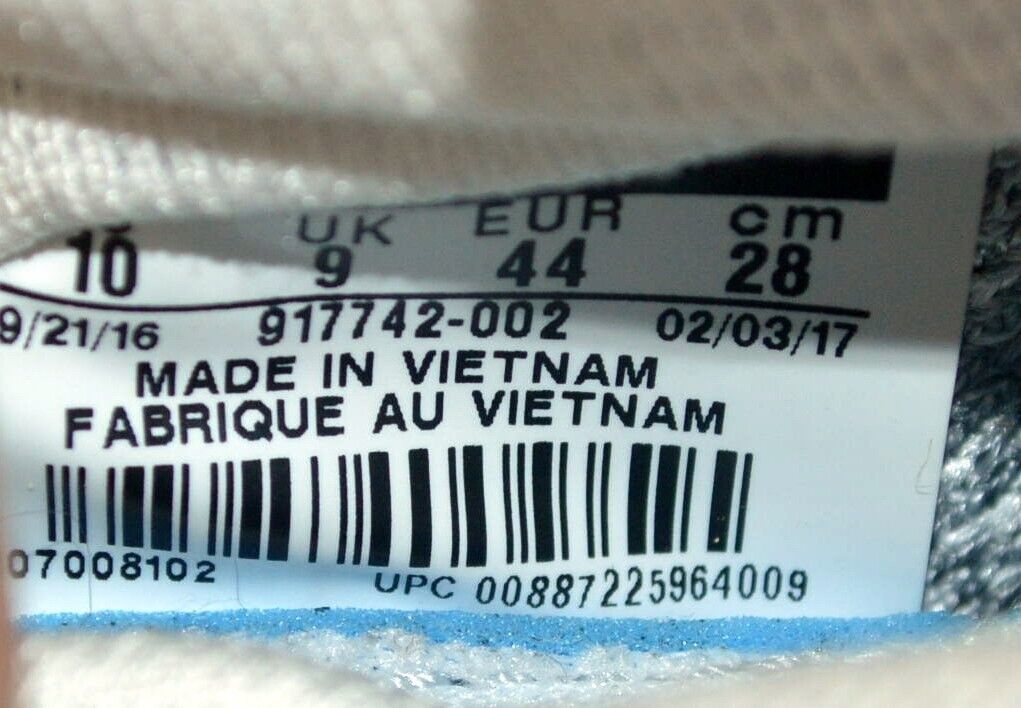 UK EUR cm
10 9 44 28
9/21/16 917742-002 02/03/17
MADE IN VIETNAM
FABRIQUE AU VIETNAM
07008102 UPC 00887225964009